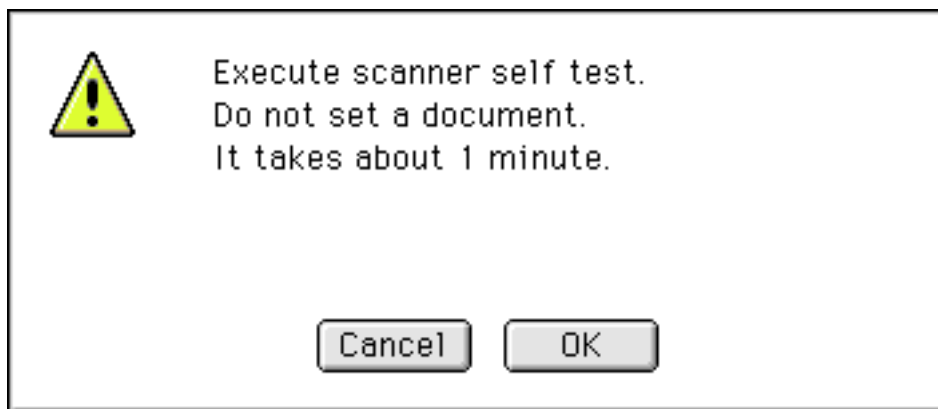 Execute scanner self test.
Do not set a document.
It takes about 1 minute.
Cancel OK